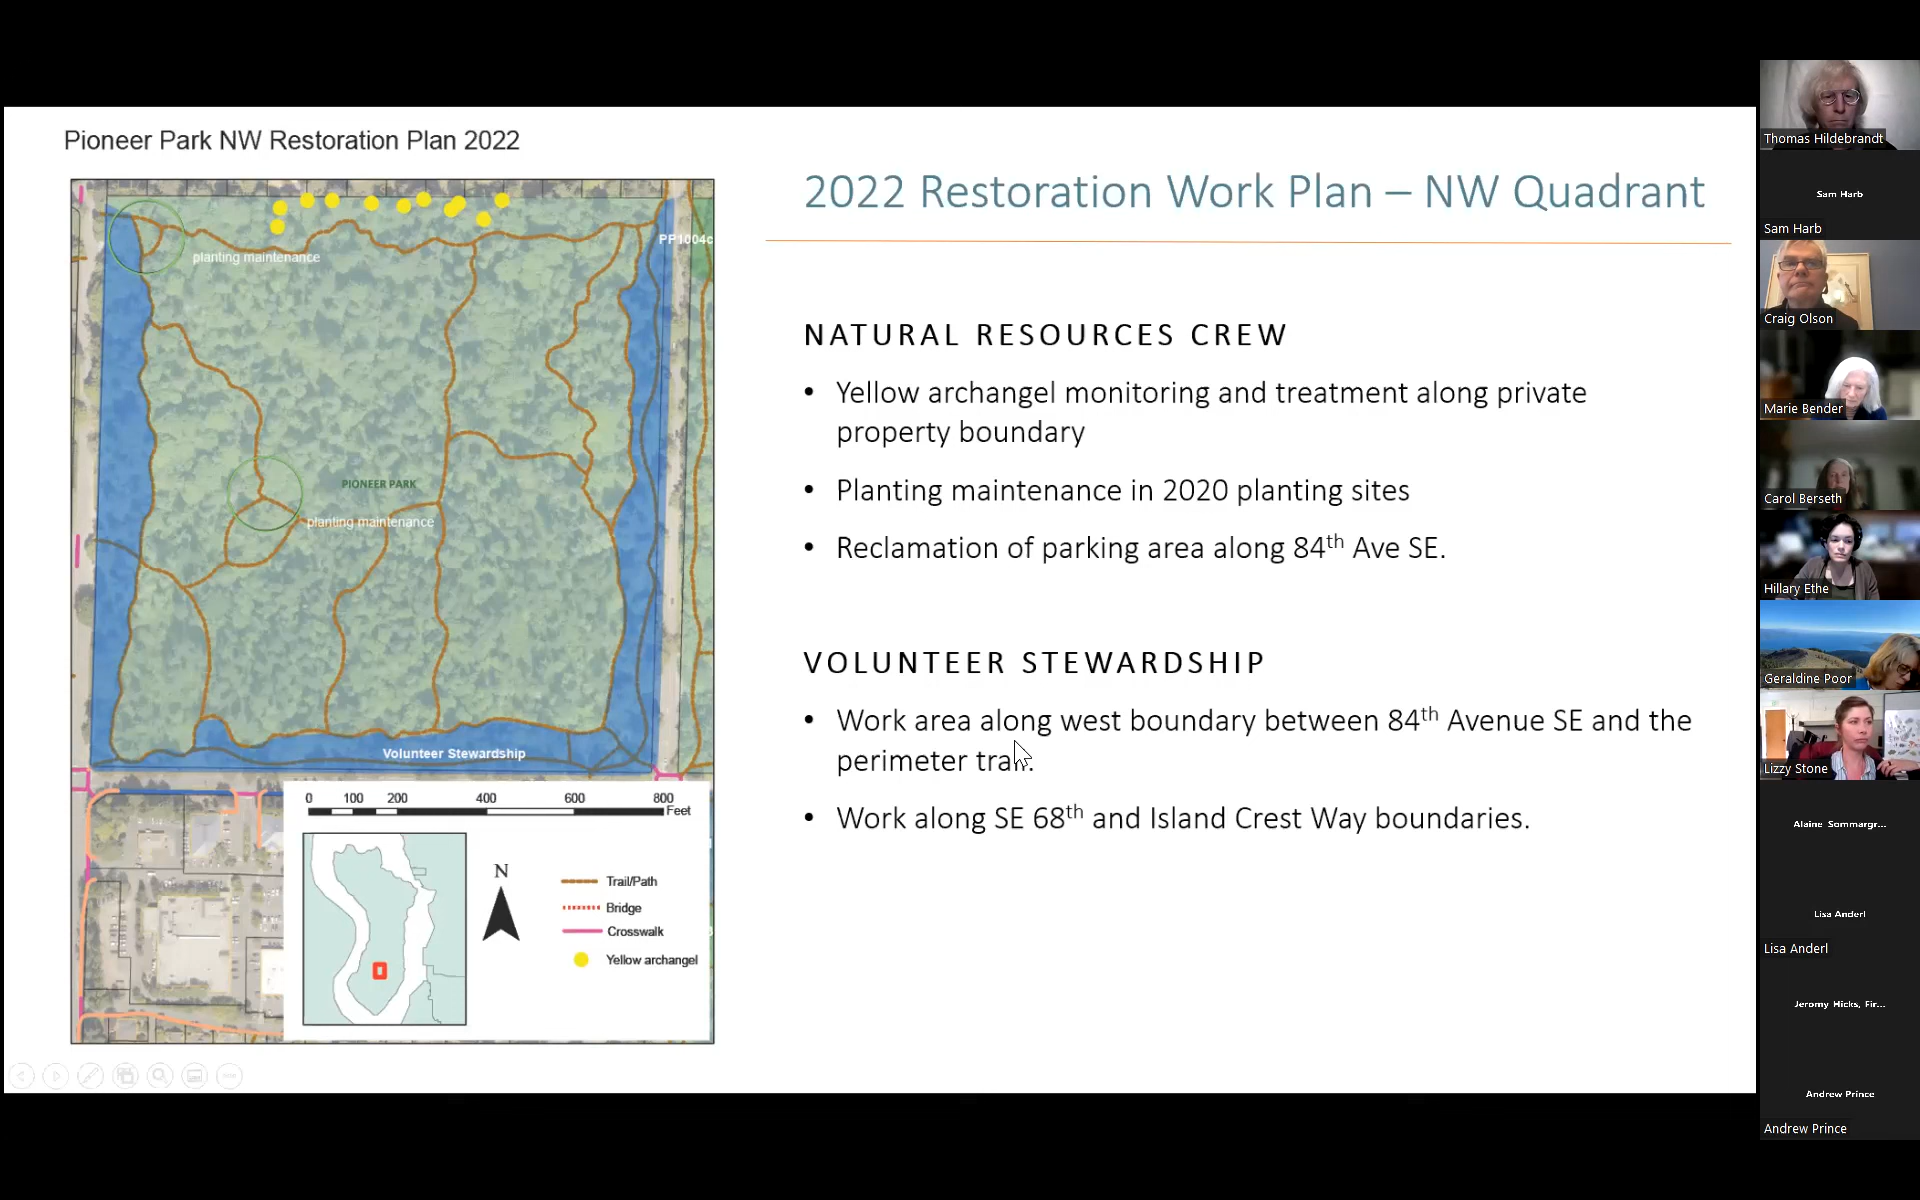 Pioneer Park NW Restoration Plan 2022
planting maintenance
PP1004c
PIONEER PARK
planting maintenance
Volunteer Stewardship
0 100 200 400 600 800
Feet
N
Trail/Path
Bridge
Crosswalk
Yellow archangel
2022 Restoration Work Plan – NW Quadrant
NATURAL RESOURCES CREW
• Yellow archangel monitoring and treatment along private
property boundary
• Planting maintenance in 2020 planting sites
• Reclamation of parking area along 84th Ave SE.
VOLUNTEER STEWARDSHIP
• Work area along west boundary between 84th Avenue SE and the
perimeter trail.
• Work along SE 68th and Island Crest Way boundaries.
Thomas Hildebrandt
Sam Harb
Sam Harb
Craig Olson
Marie Bender
Carol Berseth
Hillary Ethe
Geraldine Poor
Lizzy Stone
Alaine Sommargr...
Lisa Anderl
Lisa Anderl
Jeromy Hicks, Fir...
Andrew Prince
Andrew Prince